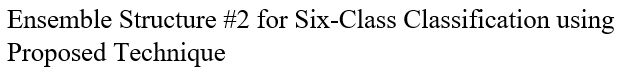 Ensemble Structure #2 for Six-Class Classification using
Proposed Technique